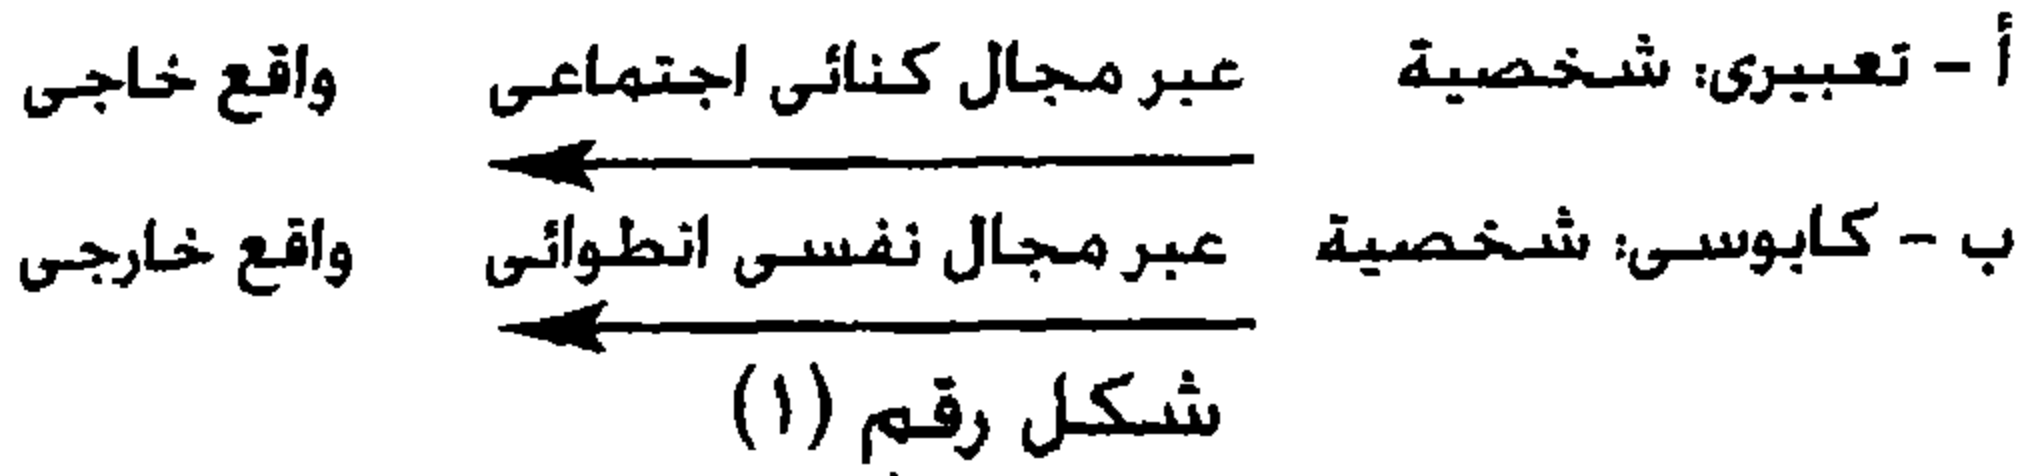 أ - تعبيرى: شخصية عبر مجال كنائى اجتماعى واقع خاجى
ب - كابوسى: شخصية عبر مجال نفسى انطوائى واقع خارجى
شكل رقم (١)